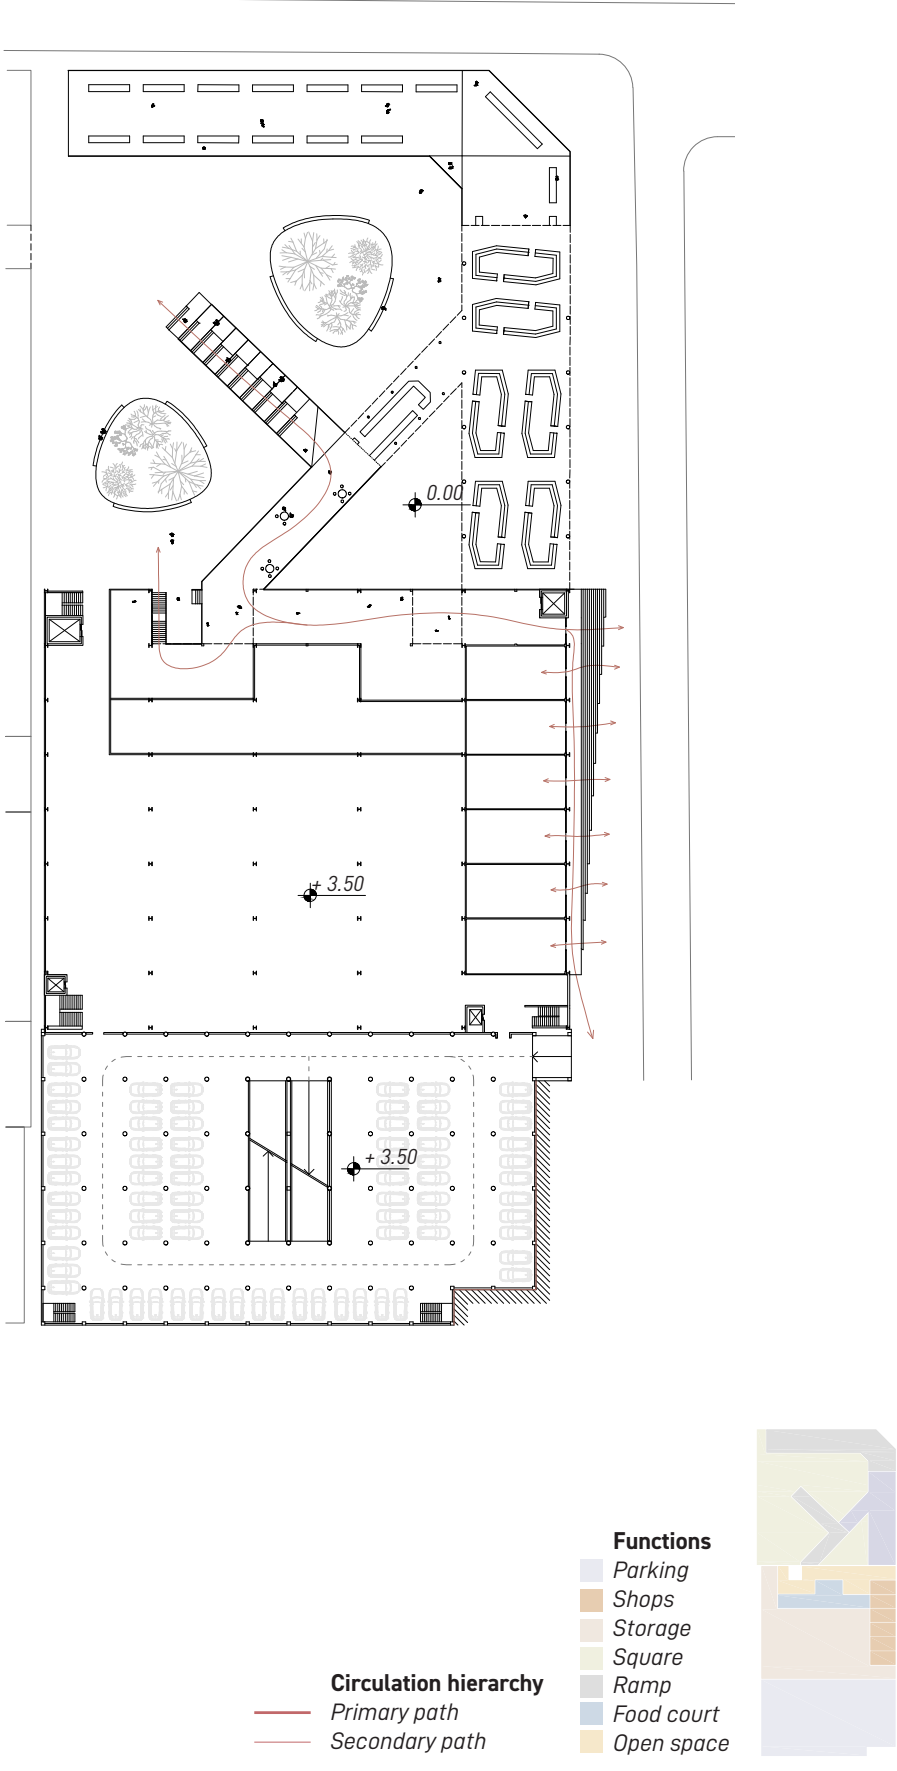 0.00
+ 3.50
+ 3.50
Functions
Parking
Shops
Storage
Square
Ramp
Food court
Open space
Circulation hierarchy
Primary path
Secondary path